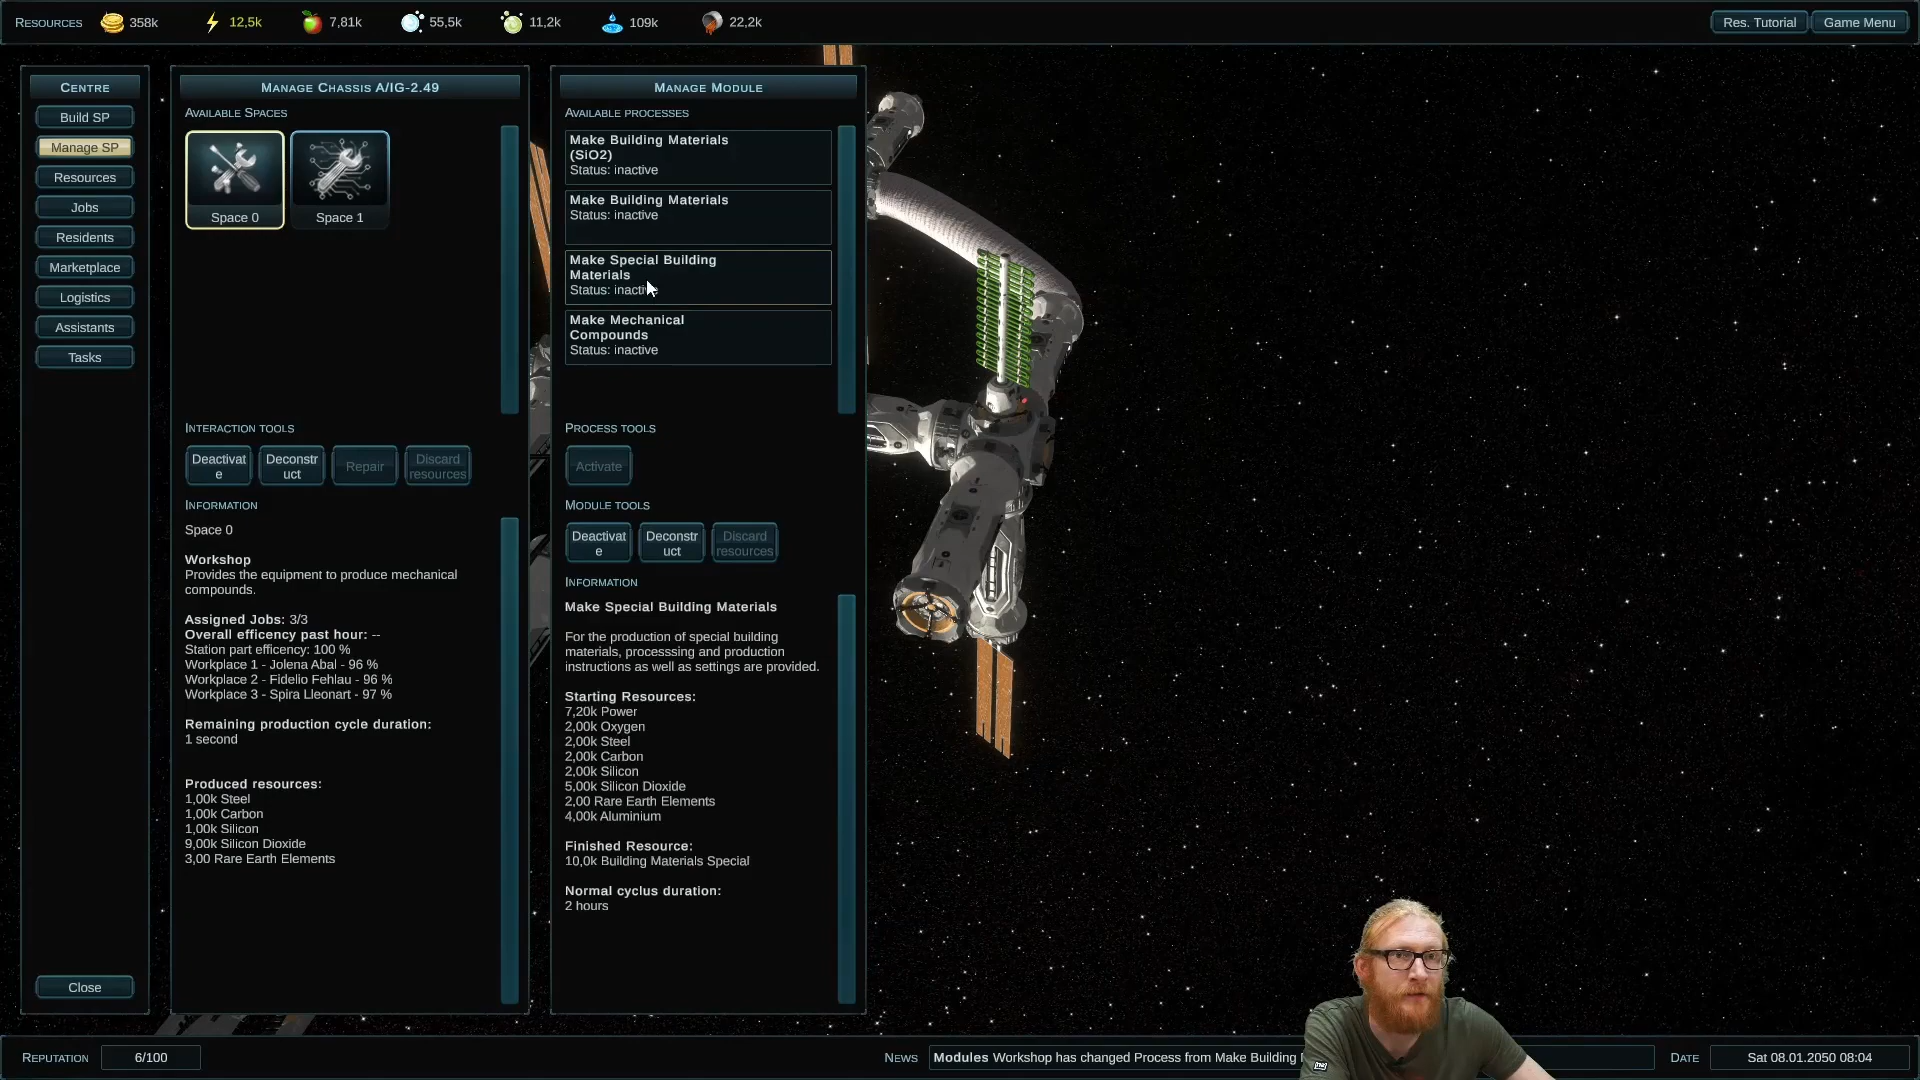 RESOURCES 358k 12,5k 7,81k 55,5k 11,2k 109k 22,2k Res. Tutorial Game Menu
CENTRE
Build SP
Manage SP
Resources
Jobs
Residents
Marketplace
Logistics
Assistants
Tasks
Close
MANAGE CHASSIS A/IG-2.49
AVAILABLE SPACES
Space 0 Space 1
INTERACTION TOOLS
Deactivat
e
Deconstr
uct
Repair
Discard
resources
INFORMATION
Space 0
Workshop
Provides the equipment to produce mechanical
compounds.
Assigned Jobs: 3/3
Overall efficency past hour: --
Station part efficency: 100 %
Workplace 1 - Jolena Abal - 96 %
Workplace 2 - Fidelio Fehlau - 96 %
Workplace 3 - Spira Lleonart - 97 %
Remaining production cycle duration:
1 second
Produced resources:
1,00k Steel
1,00k Carbon
1,00k Silicon
9,00k Silicon Dioxide
3,00 Rare Earth Elements
MANAGE MODULE
AVAILABLE PROCESSES
Make Building Materials
(SiO2)
Status: inactive
Make Building Materials
Status: inactive
Make Special Building
Materials
Status: inactive
Make Mechanical
Compounds
Status: inactive
PROCESS TOOLS
Activate
MODULE TOOLS
Deactivat
e
Deconstr
uct
Discard
resources
INFORMATION
Make Special Building Materials
For the production of special building
materials, processsing and production
instructions as well as settings are provided.
Starting Resources:
7,20k Power
2,00k Oxygen
2,00k Steel
2,00k Carbon
2,00k Silicon
5,00k Silicon Dioxide
2,00 Rare Earth Elements
4,00k Aluminium
Finished Resource:
10,0k Building Materials Special
Normal cyclus duration:
2 hours
REPUTATION 6/100 NEWS Modules Workshop has changed Process from Make Building DATE Sat 08.01.2050 08:04